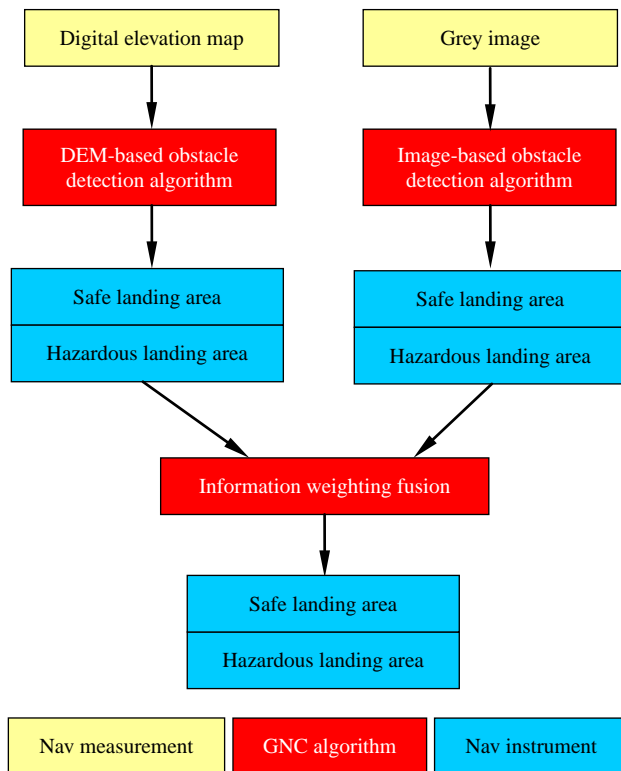 Digital elevation map
Grey image
DEM-based obstacle
detection algorithm
Image-based obstacle
detection algorithm
Safe landing area
Hazardous landing area
Safe landing area
Hazardous landing area
Information weighting fusion
Safe landing area
Hazardous landing area
Nav measurement
GNC algorithm
Nav instrument